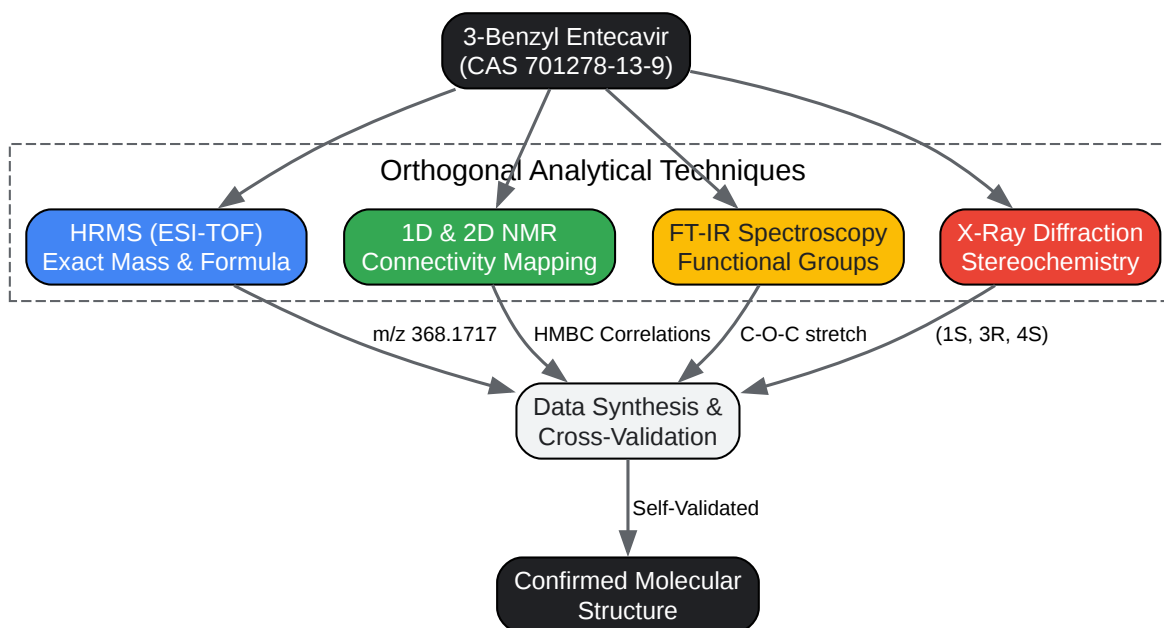 3-Benzyl Entecavir
(CAS 701278-13-9)
Orthogonal Analytical Techniques
HRMS (ESI-TOF)
Exact Mass & Formula
1D & 2D NMR
Connectivity Mapping
FT-IR Spectroscopy
Functional Groups
X-Ray Diffraction
Stereochemistry
m/z 368.1717
HMBC Correlations
C-O-C stretch
(1S, 3R, 4S)
Data Synthesis &
Cross-Validation
Self-Validated
Confirmed Molecular
Structure